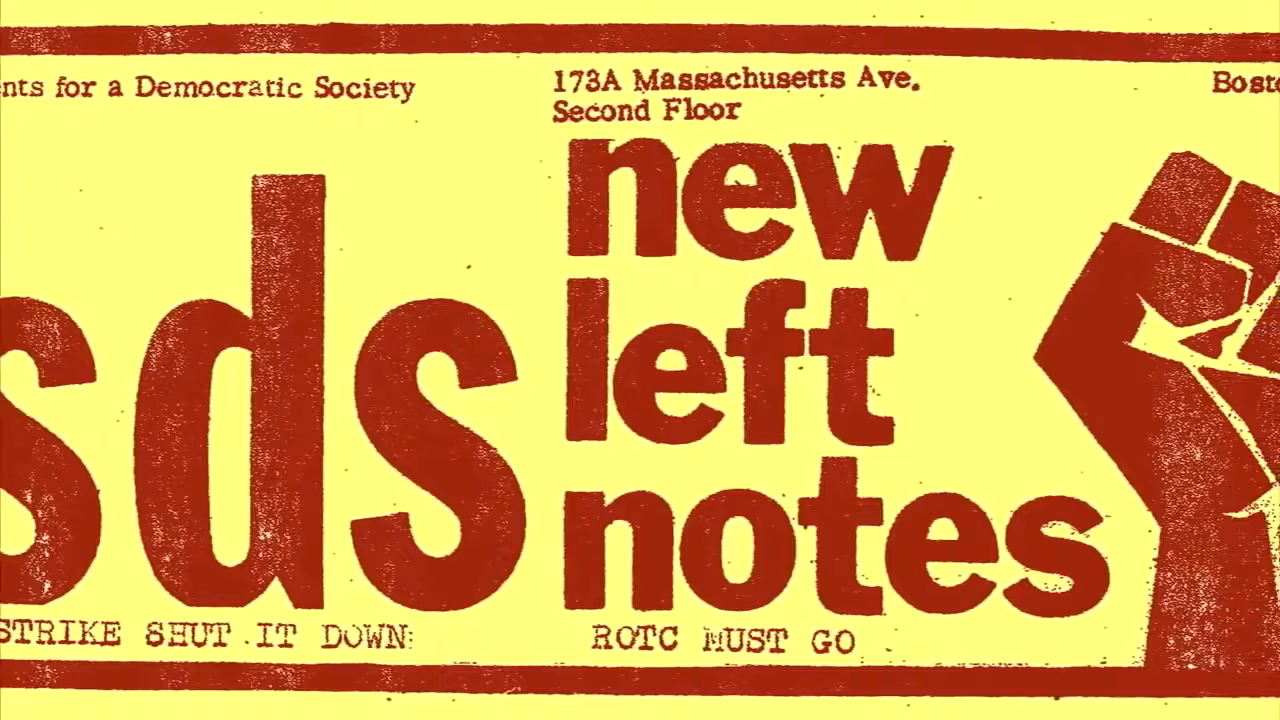 nts for a Democratic Society
173A Massachusetts Ave.
Second Floor
Bost
sds
new
left
notes
STRIKE SHUT IT DOWN:
ROTC MUST GO